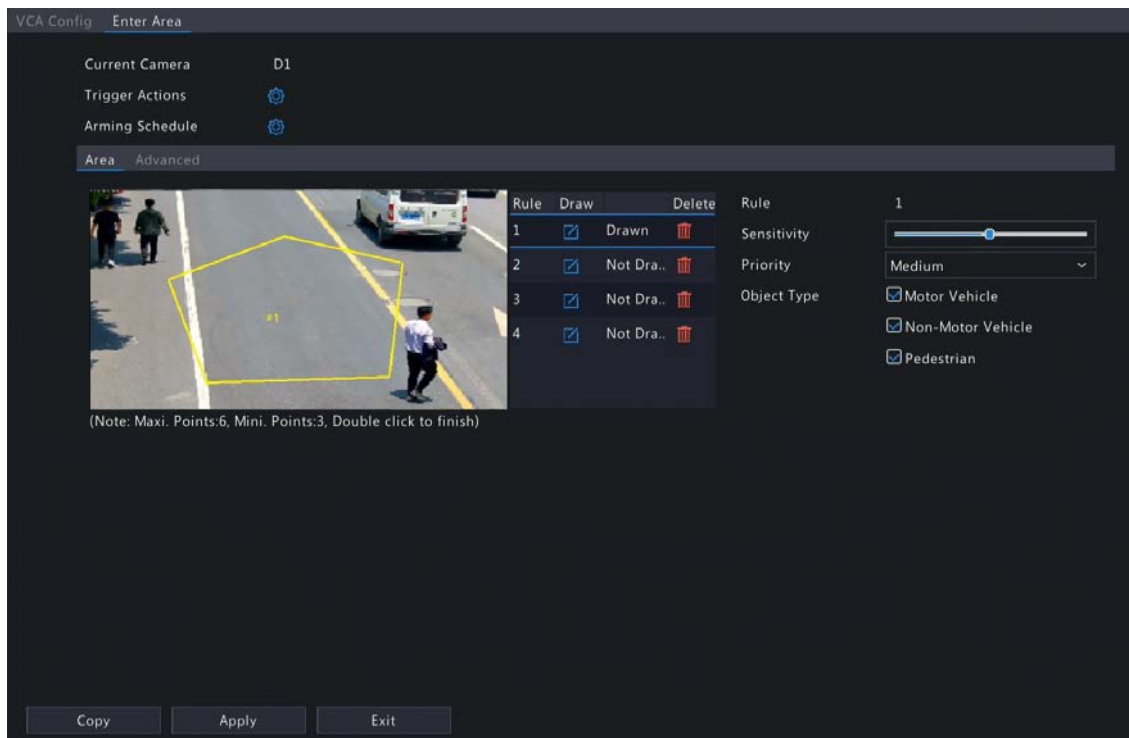 VCA Config Enter Area
Current Camera D1
Trigger Actions
Arming Schedule
Area Advanced
Rule Draw Delete
1 Drawn
2 Not Dra..
3 Not Dra..
4 Not Dra..
#1
(Note: Maxi. Points:6, Mini. Points:3, Double click to finish)
Rule 1
Sensitivity
Priority Medium
Object Type Motor Vehicle
Non-Motor Vehicle
Pedestrian
Copy Apply Exit